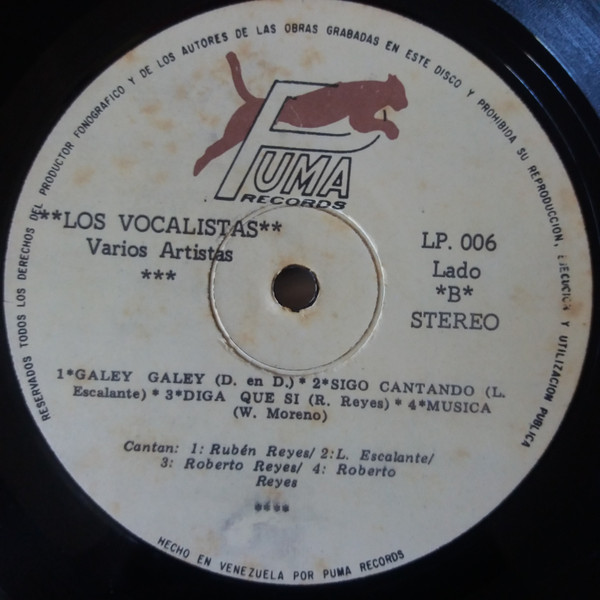 RESERVADOS TODOS LOS DERECHOS DEL PRODUCTOR FONOGRAFICO Y DE LOS AUTORES DE LAS OBRAS GRABADAS EN ESTE DISCO Y PROHIBIDA SU REPRODUCCION, EJECUCION Y UTILIZACION PUBLICA
PUMA
RECORDS
**LOS VOCALISTAS**
Varios Artistas
***
LP. 006
Lado
*B*
STEREO
1*GALEY GALEY (D. en D.)* 2*SIGO CANTANDO (L.
Escalante)* 3*DIGA QUE SI (R. Reyes)* 4*MUSICA
(W. Moreno)
Cantan: 1: Rubén Reyes/ 2:L. Escalante/
3: Roberto Reyes/ 4: Roberto
Reyes
****
HECHO EN VENEZUELA POR PUMA RECORDS